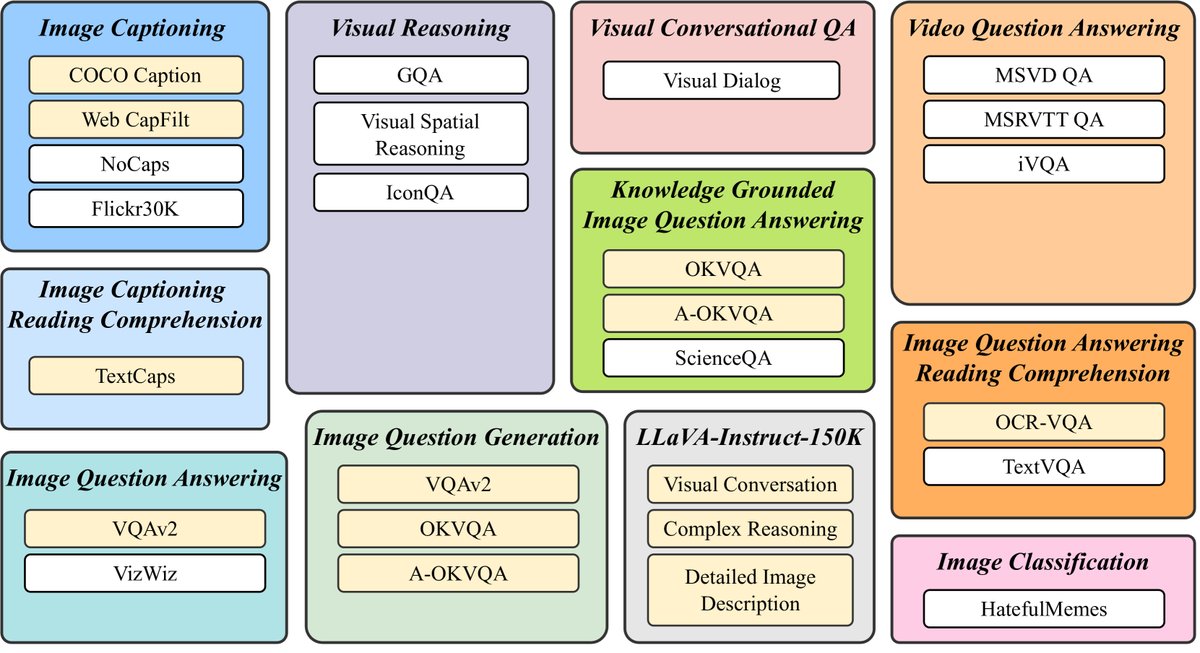 Image Captioning
COCO Caption
Web CapFilt
NoCaps
Flickr30K
Image Captioning
Reading Comprehension
TextCaps
Image Question Answering
VQAv2
VizWiz
Visual Reasoning
GQA
Visual Spatial
Reasoning
IconQA
Image Question Generation
VQAv2
OKVQA
A-OKVQA
Visual Conversational QA
Visual Dialog
Knowledge Grounded
Image Question Answering
OKVQA
A-OKVQA
ScienceQA
LLaVA-Instruct-150K
Visual Conversation
Complex Reasoning
Detailed Image
Description
Video Question Answering
MSVD QA
MSRVTT QA
iVQA
Image Question Answering
Reading Comprehension
OCR-VQA
TextVQA
Image Classification
HatefulMemes